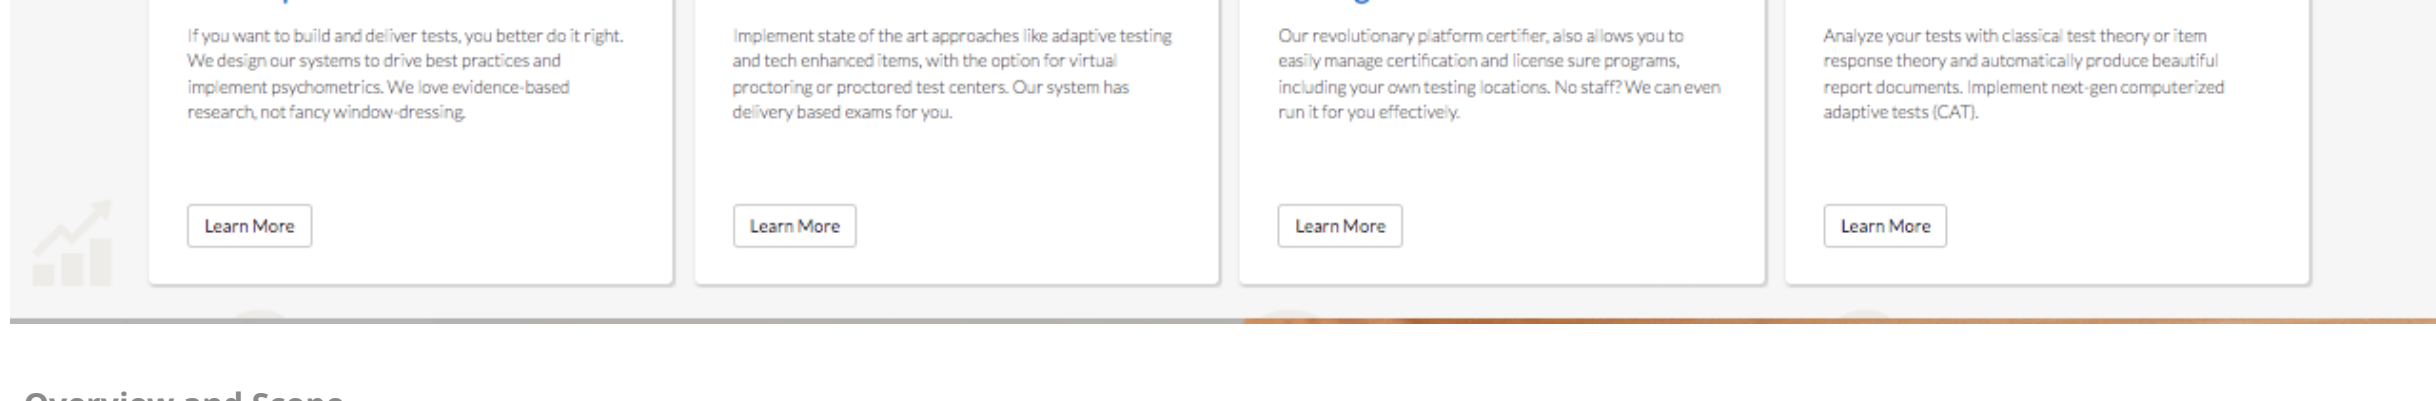 If you want to build and deliver tests, you better do it right.
We design our systems to drive best practices and
implement psychometrics. We love evidence-based
research, not fancy window-dressing.
Learn More
Implement state of the art approaches like adaptive testing
and tech enhanced items, with the option for virtual
proctoring or proctored test centers. Our system has
delivery based exams for you.
Learn More
Our revolutionary platform certifier, also allows you to
easily manage certification and license sure programs,
including your own testing locations. No staff? We can even
run it for you effectively.
Learn More
Analyze your tests with classical test theory or item
response theory and automatically produce beautiful
report documents. Implement next-gen computerized
adaptive tests (CAT).
Learn More
Overview and Scope